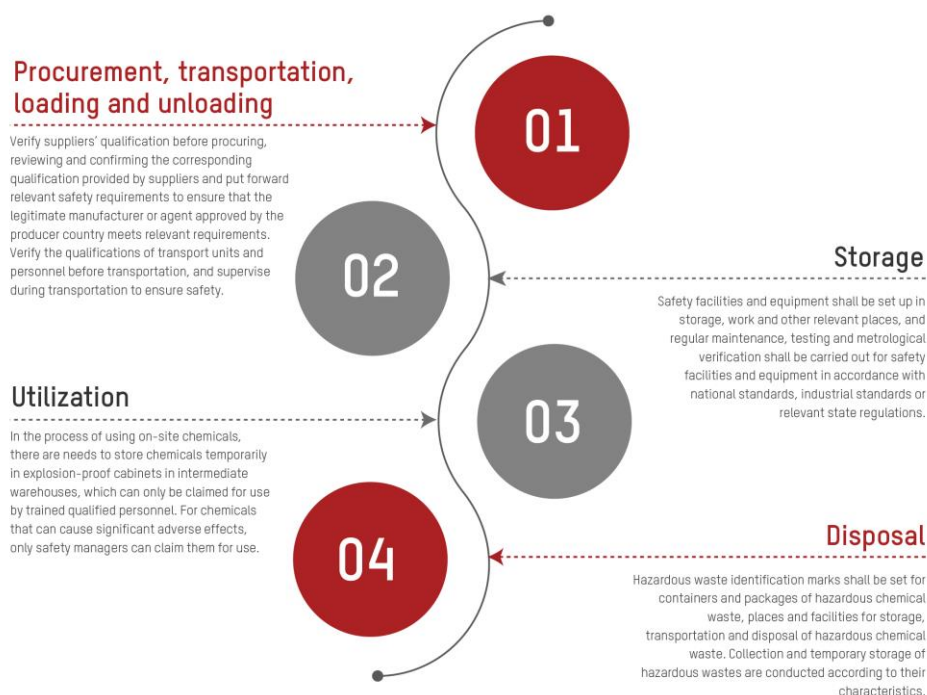 01
Procurement, transportation,
loading and unloading
Verify suppliers' qualification before procuring,
reviewing and confirming the corresponding
qualification provided by suppliers and put forward
relevant safety requirements to ensure that the
legitimate manufacturer or agent approved by the
producer country meets relevant requirements.
Verify the qualifications of transport units and
personnel before transportation, and supervise
during transportation to ensure safety.
02
Storage
Safety facilities and equipment shall be set up in
storage, work and other relevant places, and
regular maintenance, testing and metrological
verification shall be carried out for safety
facilities and equipment in accordance with
national standards, industrial standards or
relevant state regulations.
03
Utilization
In the process of using on-site chemicals,
there are needs to store chemicals temporarily
in explosion-proof cabinets in intermediate
warehouses, which can only be claimed for use
by trained qualified personnel. For chemicals
that can cause significant adverse effects,
only safety managers can claim them for use.
04
Disposal
Hazardous waste identification marks shall be set for
containers and packages of hazardous chemical
waste, places and facilities for storage,
transportation and disposal of hazardous chemical
waste. Collection and temporary storage of
hazardous wastes are conducted according to their
characteristics.